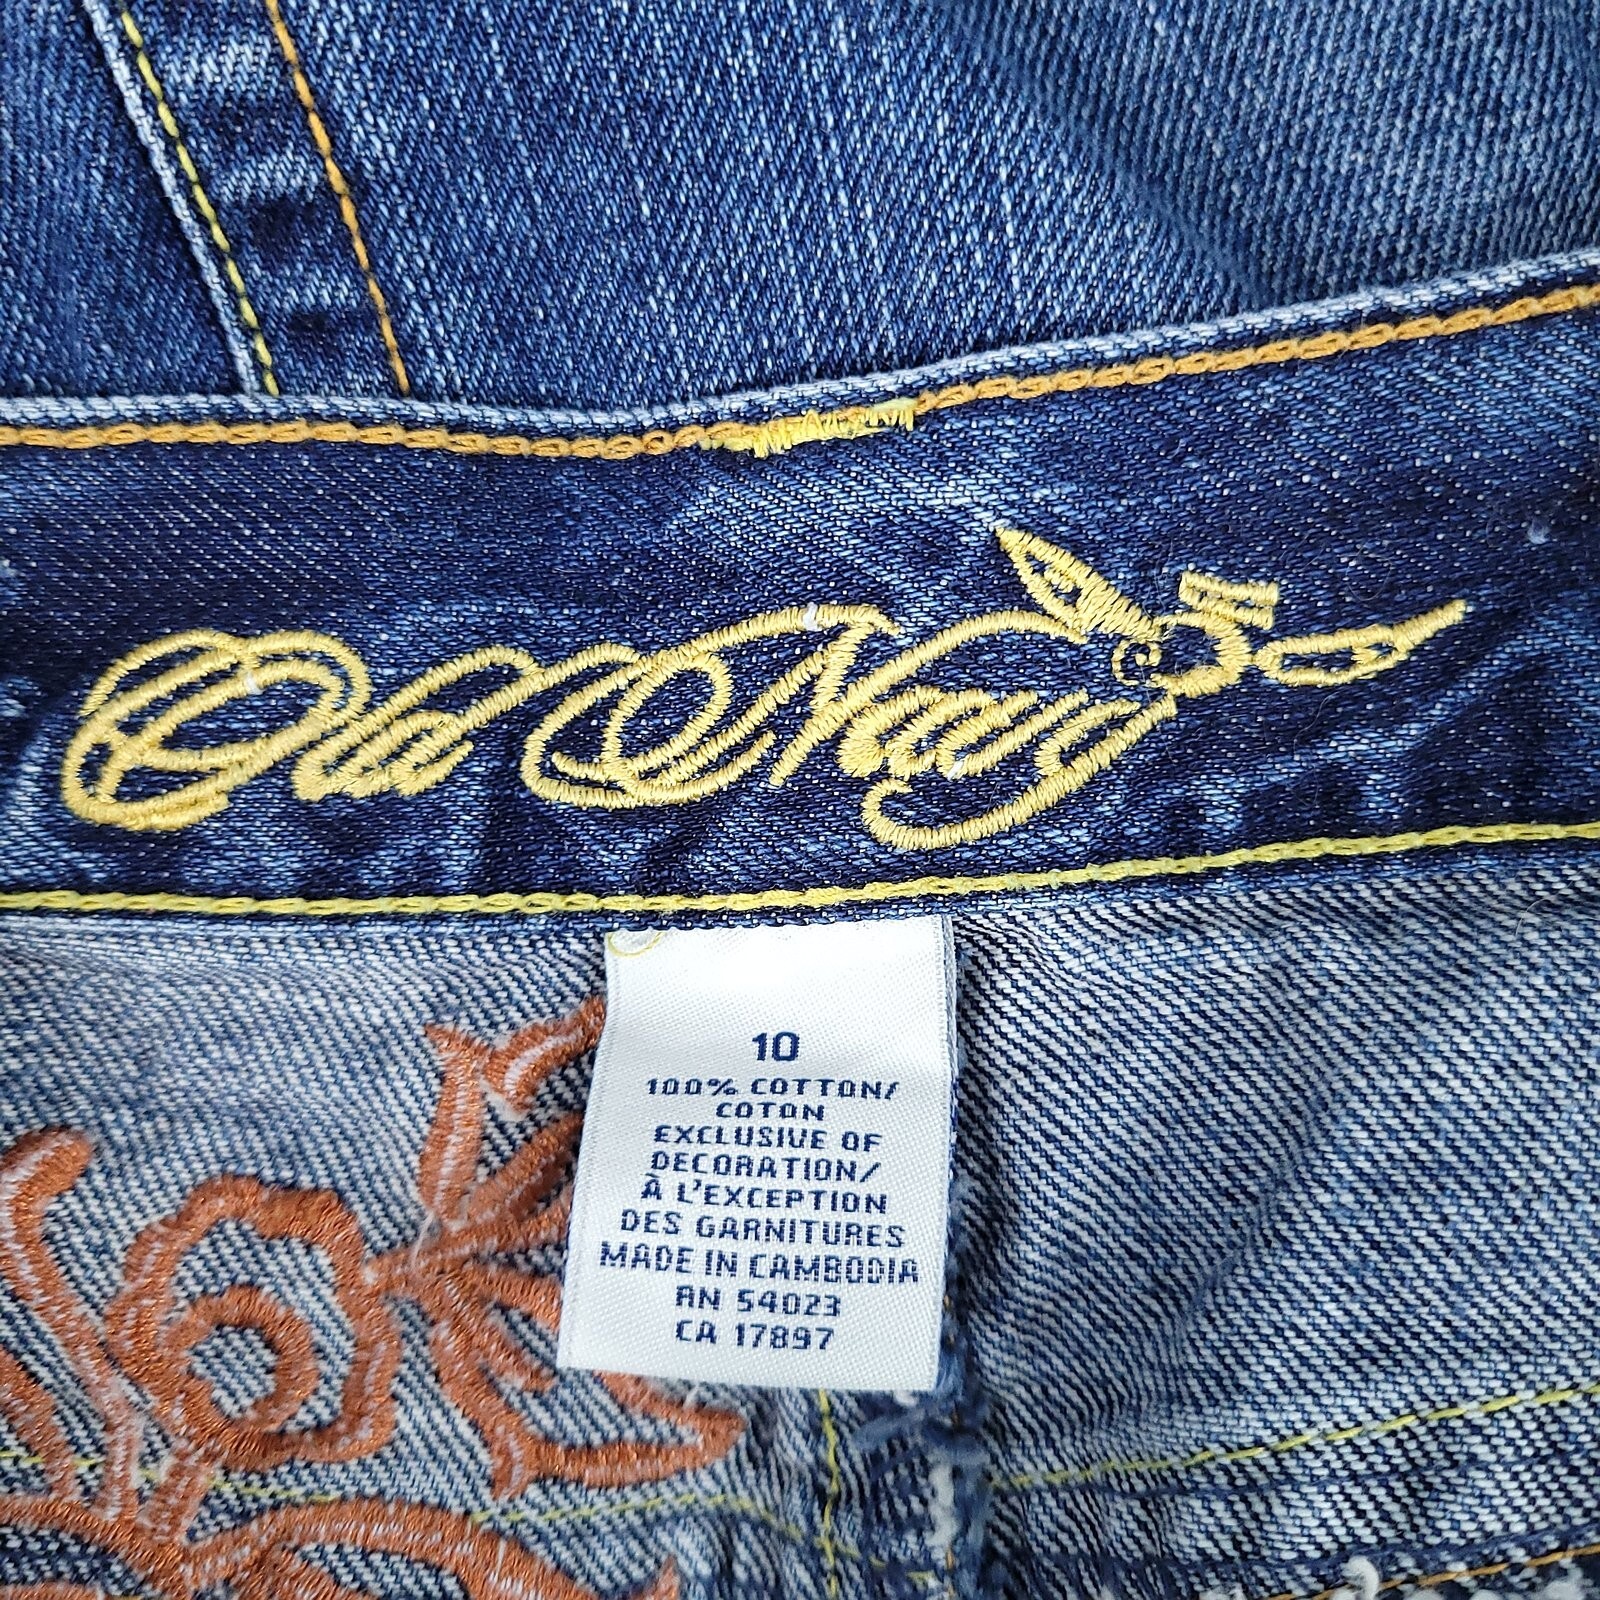 Old Navy
10
100% COTTON/
COTON
EXCLUSIVE OF
DECORATION/
À L'EXCEPTION
DES GARNITURES
MADE IN CAMBODIA
RN 54023
CA 17897